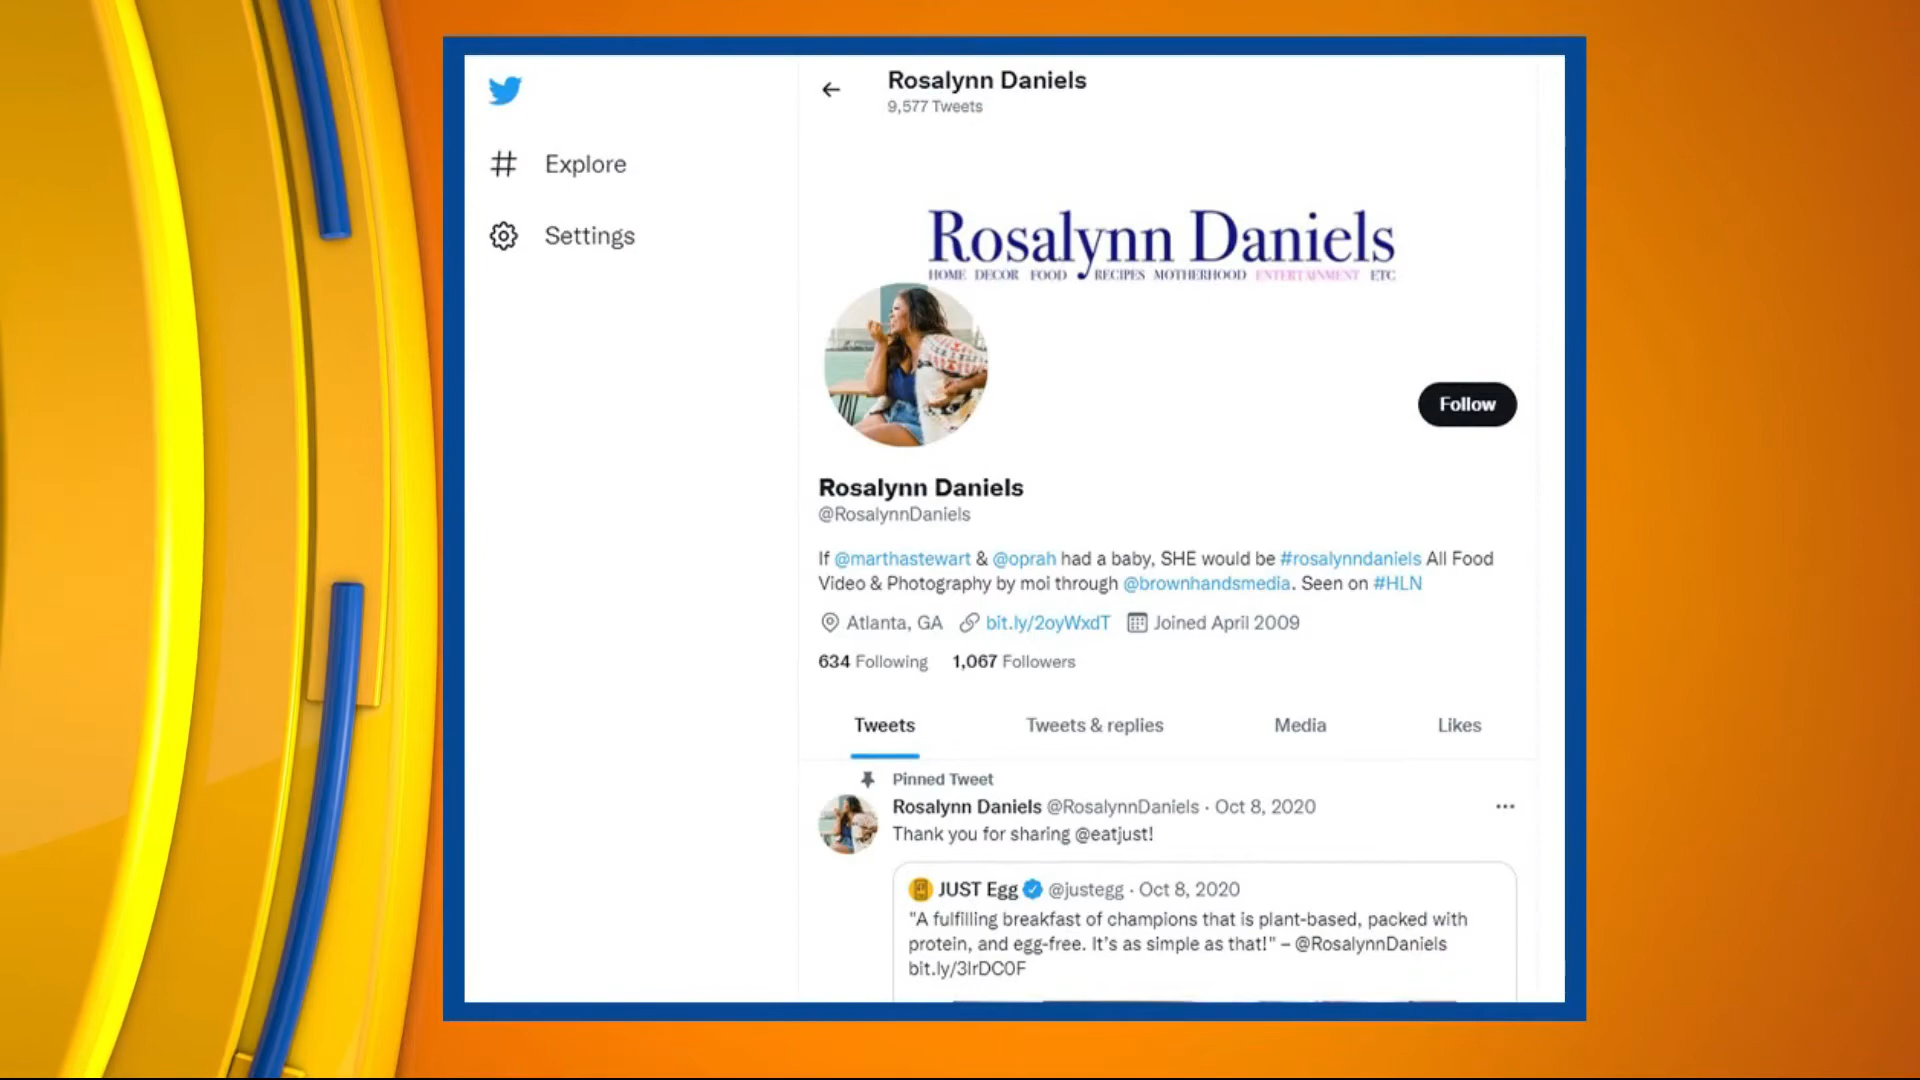 Rosalynn Daniels
9,577 Tweets
Explore
Settings
Rosalynn Daniels
HOME DECOR FOOD RECIPES MOTHERHOOD ENTERTAINMENT ETC
Follow
Rosalynn Daniels
@RosalynnDaniels
If @marthastewart & @oprah had a baby, SHE would be #rosalynndaniels All Food
Video & Photography by moi through @brownhandsmedia. Seen on #HLN
Atlanta, GA bit.ly/2oyWxdT Joined April 2009
634 Following 1,067 Followers
Tweets Tweets & replies Media Likes
Pinned Tweet
Rosalynn Daniels @RosalynnDaniels · Oct 8, 2020
Thank you for sharing @eatjust!
JUST Egg @justegg · Oct 8, 2020
"A fulfilling breakfast of champions that is plant-based, packed with
protein, and egg-free. It's as simple as that!" – @RosalynnDaniels
bit.ly/3lrDC0F